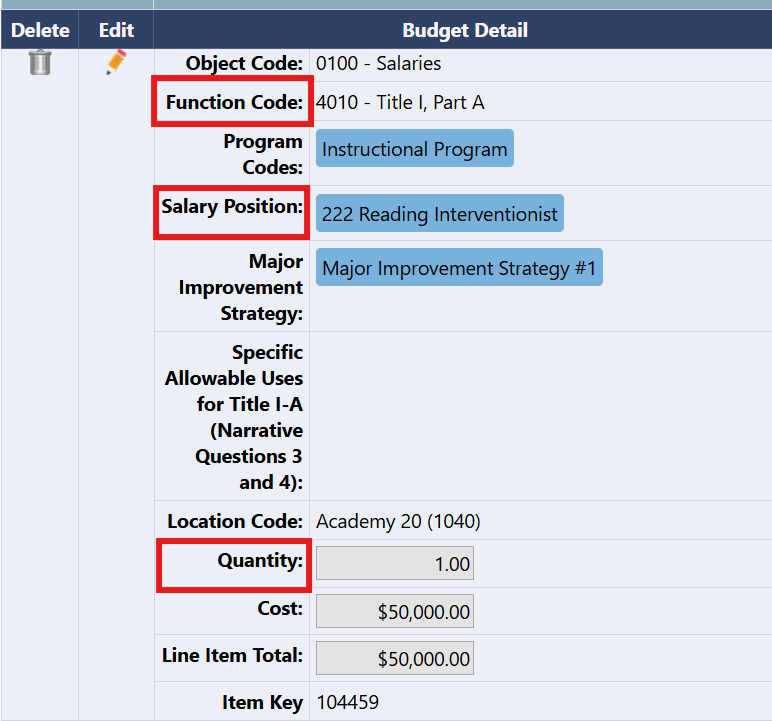 Delete Edit Budget Detail
Object Code: 0100 - Salaries
Function Code: 4010 - Title I, Part A
Program
Codes: Instructional Program
Salary Position: 222 Reading Interventionist
Major
Improvement
Strategy: Major Improvement Strategy #1
Specific
Allowable Uses
for Title I-A
(Narrative
Questions 3
and 4):
Location Code: Academy 20 (1040)
Quantity: 1.00
Cost: $50,000.00
Line Item Total: $50,000.00
Item Key 104459